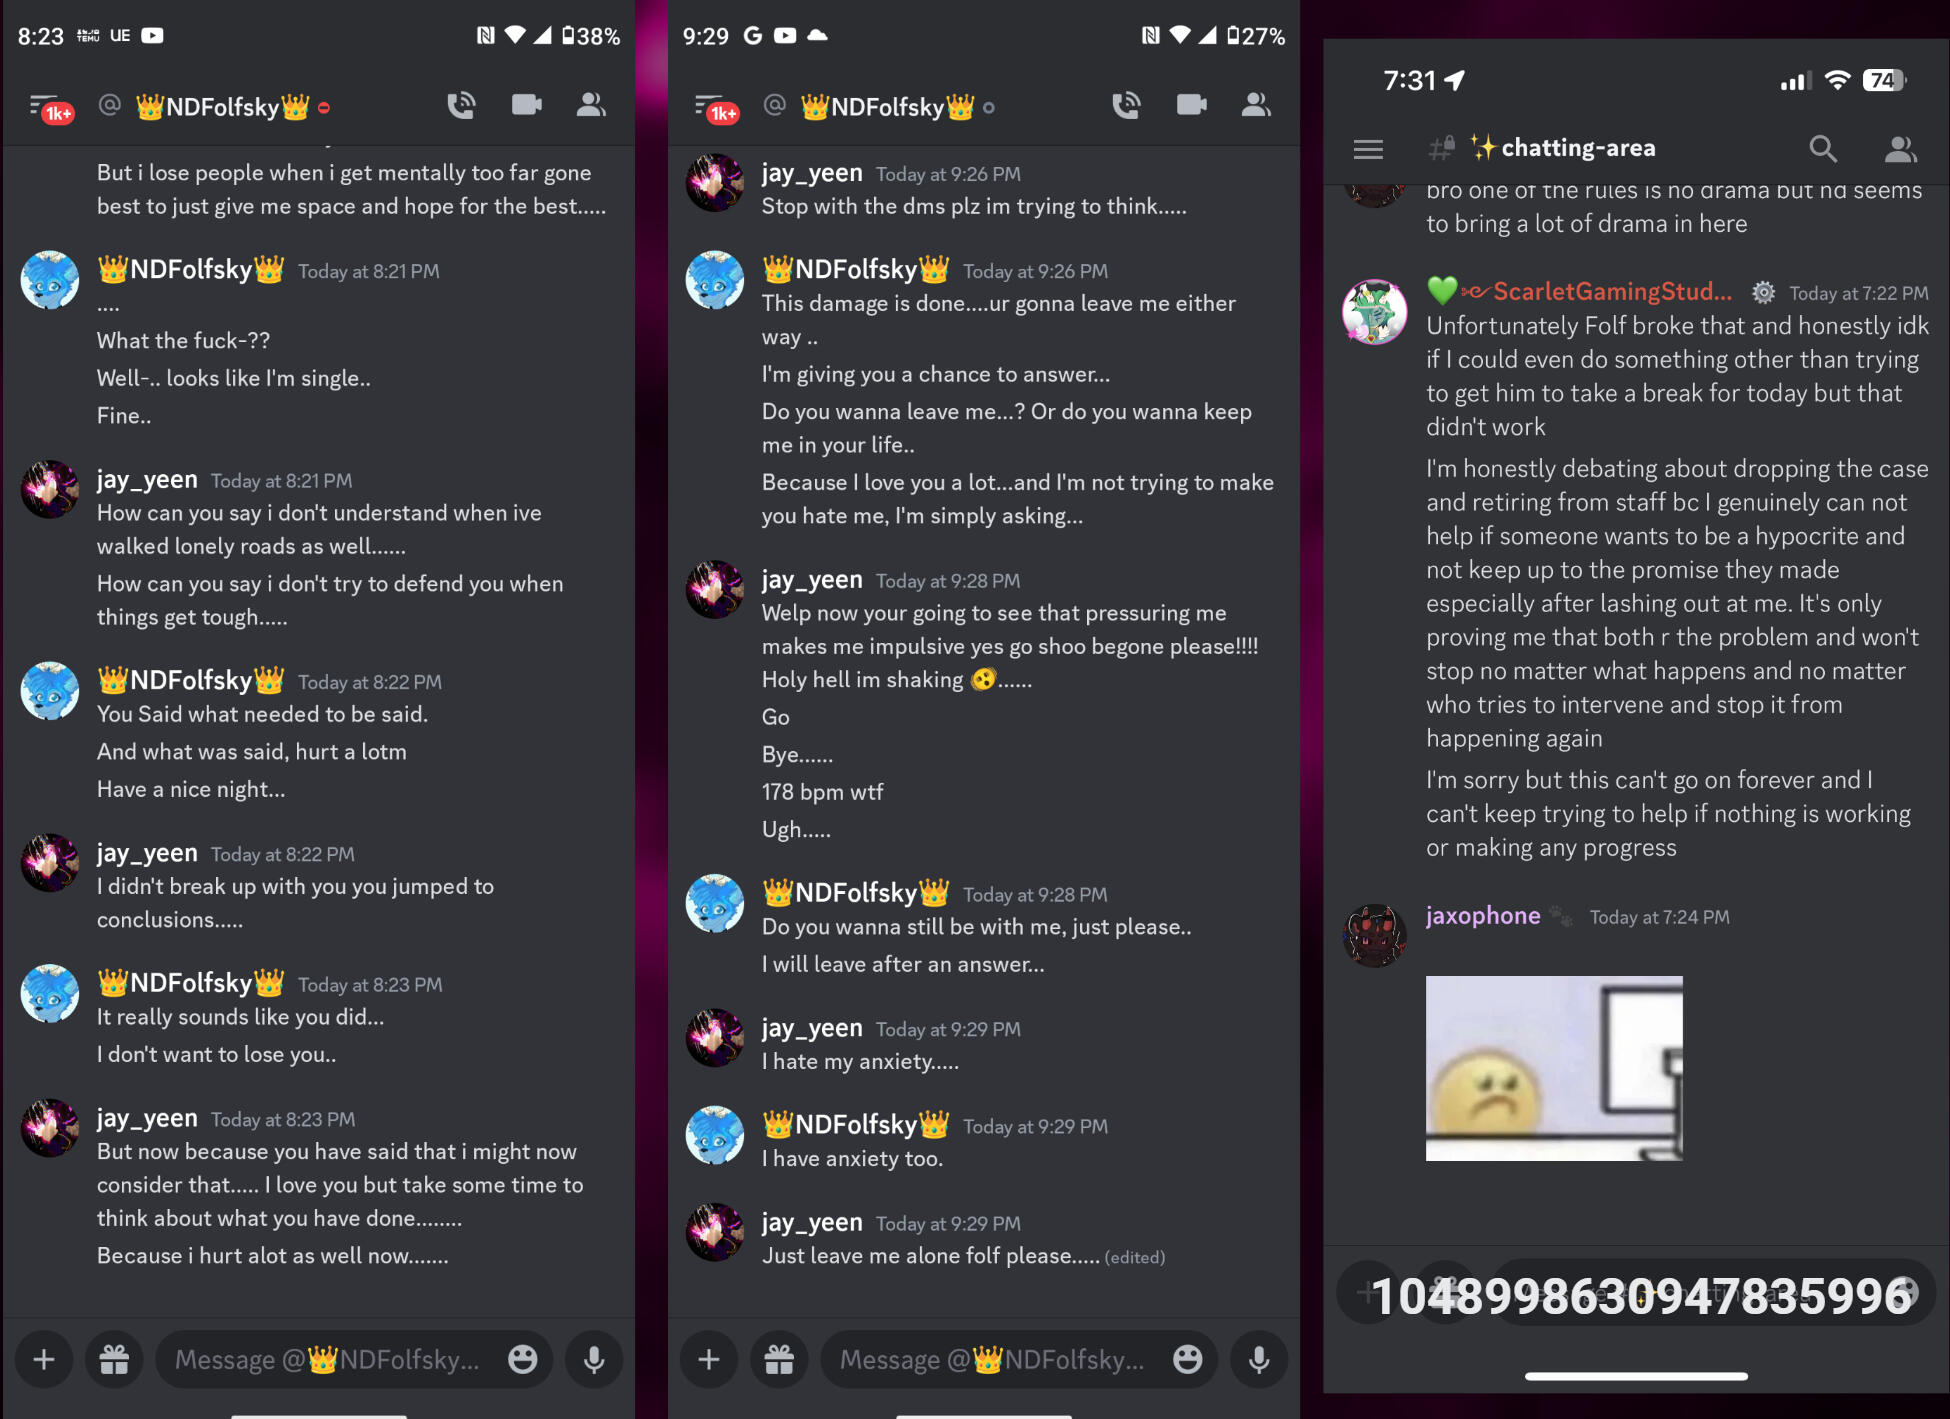 8:23 TEMU UE 38%
1k+ @ 👑NDFolfsky👑
But i lose people when i get mentally too far gone
best to just give me space and hope for the best.....
👑NDFolfsky👑 Today at 8:21 PM
....
What the fuck-??
Well-.. looks like I'm single..
Fine..
jay_yeen Today at 8:21 PM
How can you say i don't understand when ive
walked lonely roads as well......
How can you say i don't try to defend you when
things get tough.....
👑NDFolfsky👑 Today at 8:22 PM
You Said what needed to be said.
And what was said, hurt a lotm
Have a nice night...
jay_yeen Today at 8:22 PM
I didn't break up with you you jumped to
conclusions.....
👑NDFolfsky👑 Today at 8:23 PM
It really sounds like you did...
I don't want to lose you..
jay_yeen Today at 8:23 PM
But now because you have said that i might now
consider that..... I love you but take some time to
think about what you have done........
Because i hurt alot as well now.......
Message @👑NDFolfsky...
9:29 G 27%
1k+ @ 👑NDFolfsky👑
jay_yeen Today at 9:26 PM
Stop with the dms plz im trying to think.....
👑NDFolfsky👑 Today at 9:26 PM
This damage is done....ur gonna leave me either
way ..
I'm giving you a chance to answer...
Do you wanna leave me...? Or do you wanna keep
me in your life..
Because I love you a lot...and I'm not trying to make
you hate me, I'm simply asking...
jay_yeen Today at 9:28 PM
Welp now your going to see that pressuring me
makes me impulsive yes go shoo begone please!!!!
Holy hell im shaking 🫨......
Go
Bye......
178 bpm wtf
Ugh.....
👑NDFolfsky👑 Today at 9:28 PM
Do you wanna still be with me, just please..
I will leave after an answer...
jay_yeen Today at 9:29 PM
I hate my anxiety.....
👑NDFolfsky👑 Today at 9:29 PM
I have anxiety too.
jay_yeen Today at 9:29 PM
Just leave me alone folf please..... (edited)
Message @👑NDFolfsky...
7:31 74
# ✨chatting-area
bro one of the rules is no drama but nd seems
to bring a lot of drama in here
💚ScarletGamingStud... Today at 7:22 PM
Unfortunately Folf broke that and honestly idk
if I could even do something other than trying
to get him to take a break for today but that
didn't work
I'm honestly debating about dropping the case
and retiring from staff bc I genuinely can not
help if someone wants to be a hypocrite and
not keep up to the promise they made
especially after lashing out at me. It's only
proving me that both r the problem and won't
stop no matter what happens and no matter
who tries to intervene and stop it from
happening again
I'm sorry but this can't go on forever and I
can't keep trying to help if nothing is working
or making any progress
jaxophone 🐾 Today at 7:24 PM
1048998630947835996